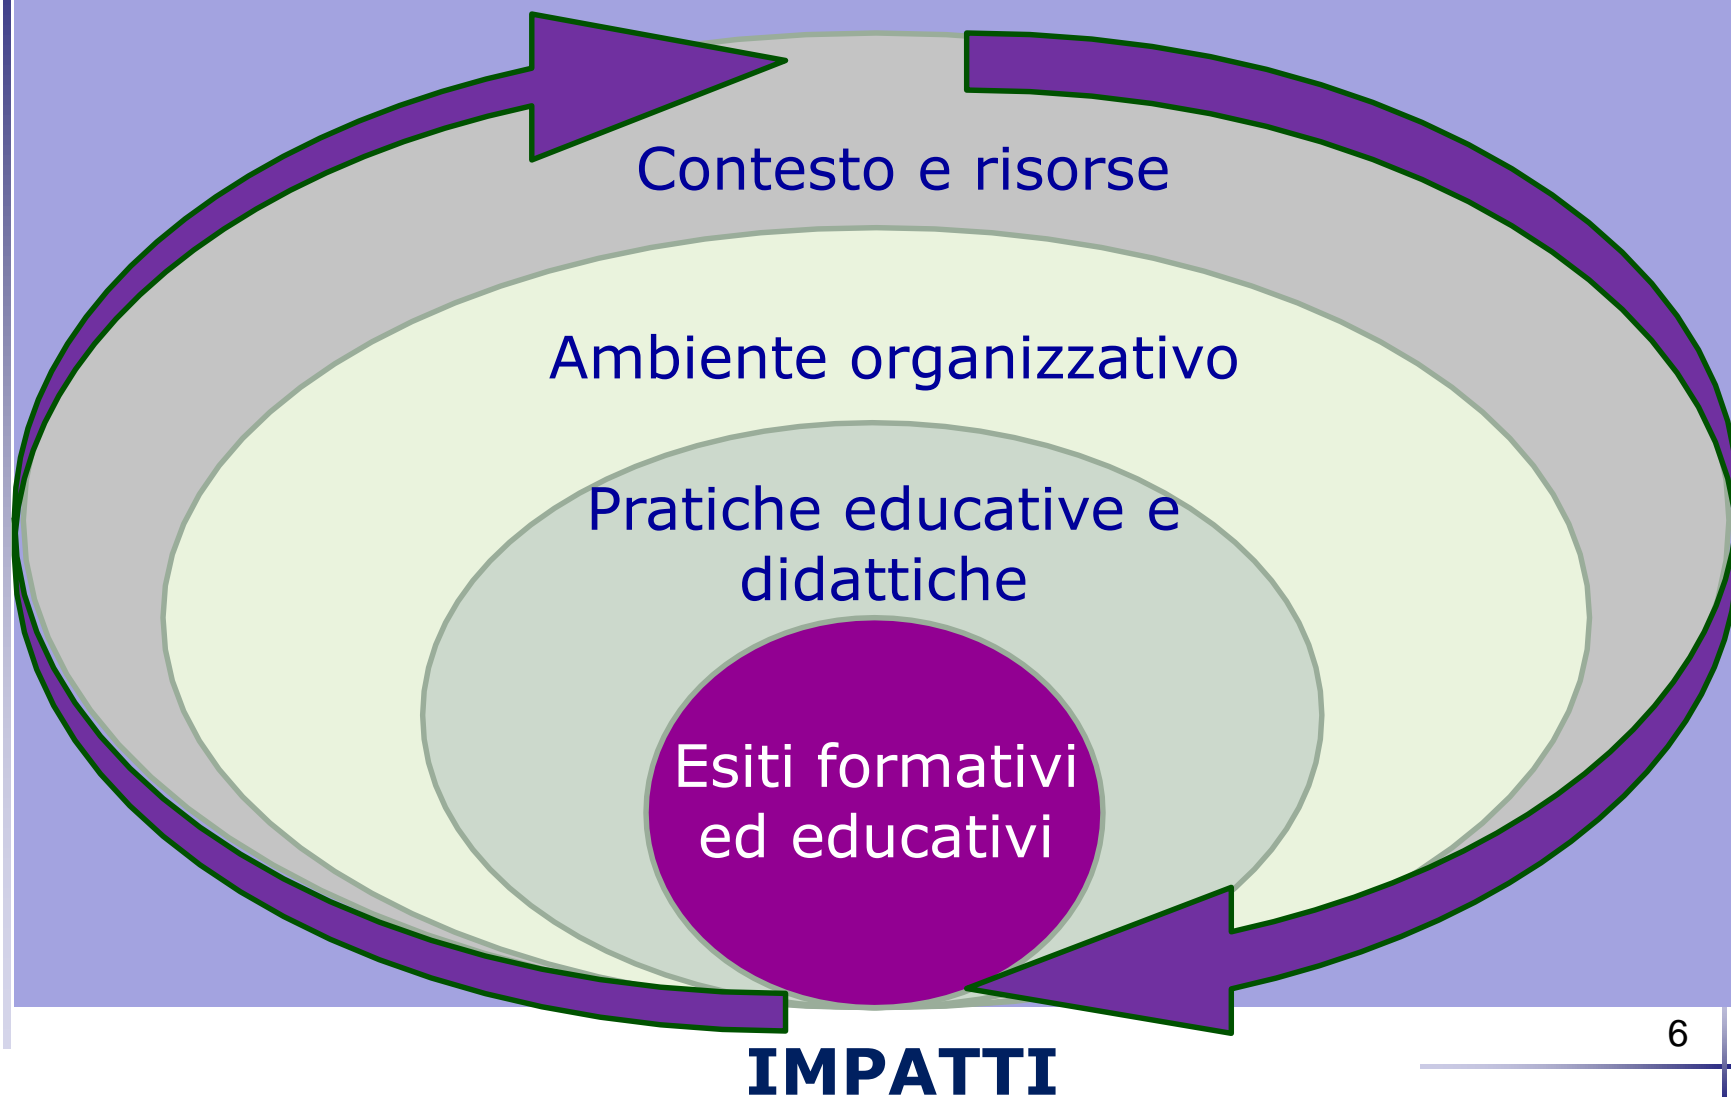 Contesto e risorse
Ambiente organizzativo
Pratiche educative e
didattiche
Esiti formativi
ed educativi
6
IMPATTI